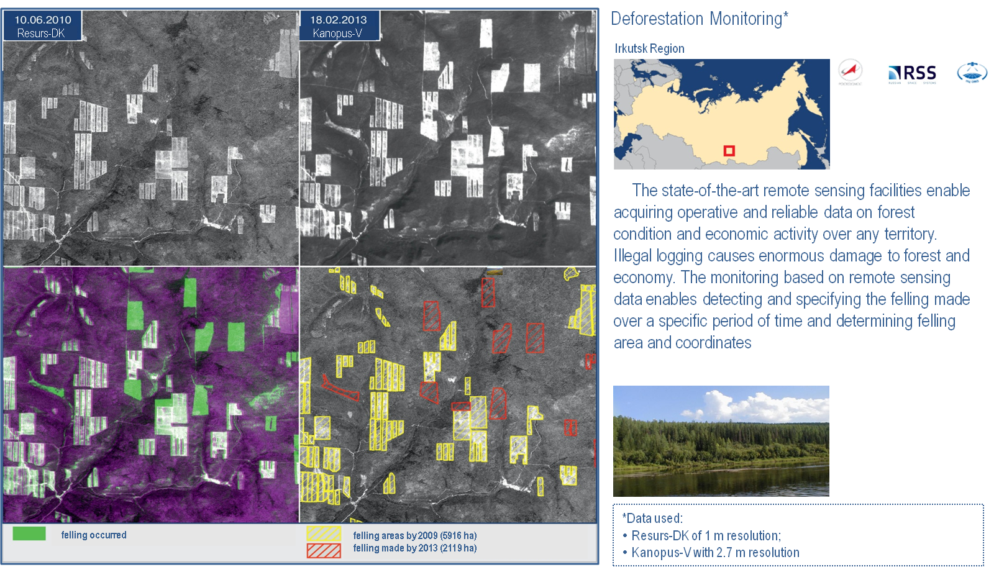 10.06.2010
Resurs-DK
18.02.2013
Kanopus-V
felling occurred
felling areas by 2009 (5916 ha)
felling made by 2013 (2119 ha)
Deforestation Monitoring*
Irkutsk Region
РОСКОСМОС
RSS
RUSSIAN SPACE SYSTEMS
The state-of-the-art remote sensing facilities enable
acquiring operative and reliable data on forest
condition and economic activity over any territory.
Illegal logging causes enormous damage to forest and
economy. The monitoring based on remote sensing
data enables detecting and specifying the felling made
over a specific period of time and determining felling
area and coordinates
*Data used:
• Resurs-DK of 1 m resolution;
• Kanopus-V with 2.7 m resolution